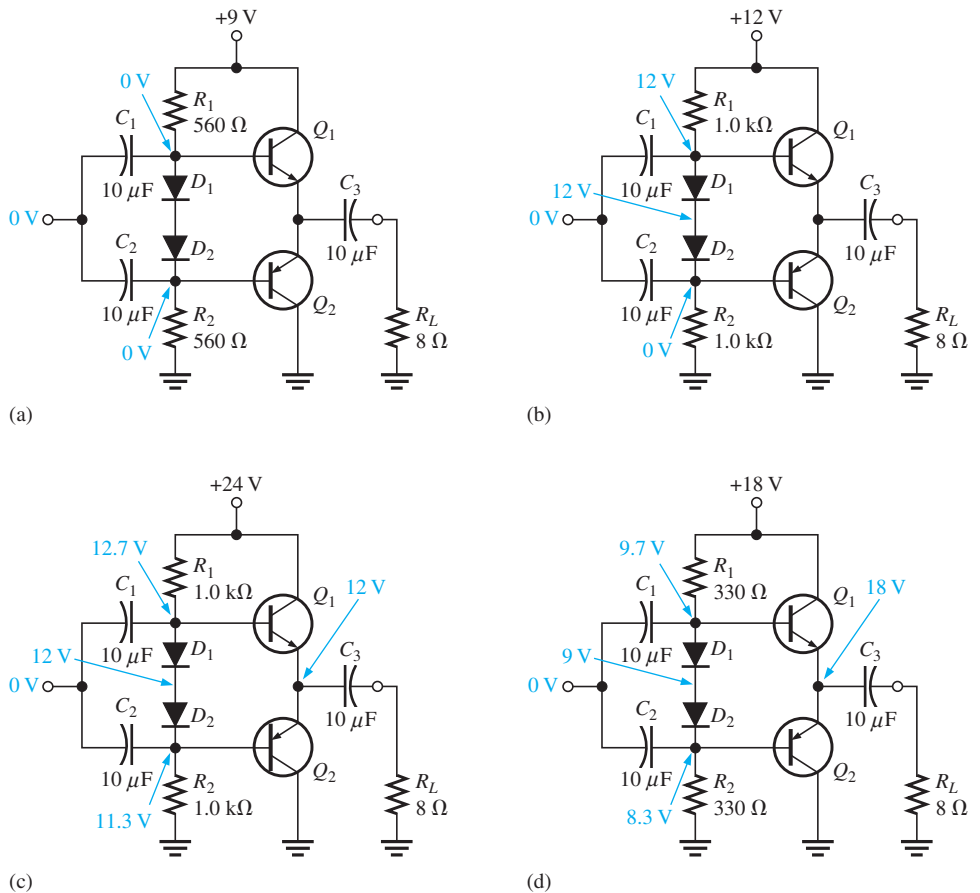 +9 V
0 V
R1
560 Ω
C1
10 μF
Q1
D1
C3
0 V
10 μF
D2
C2
10 μF
Q2
R2
560 Ω
0 V
RL
8 Ω
(a)
+12 V
12 V
R1
1.0 kΩ
C1
10 μF
Q1
D1
C3
12 V
0 V
10 μF
D2
C2
10 μF
Q2
R2
1.0 kΩ
0 V
RL
8 Ω
(b)
+24 V
12.7 V
R1
1.0 kΩ
12 V
C1
10 μF
Q1
D1
C3
12 V
0 V
10 μF
D2
C2
10 μF
Q2
R2
1.0 kΩ
11.3 V
RL
8 Ω
(c)
+18 V
9.7 V
R1
330 Ω
18 V
C1
10 μF
Q1
D1
C3
9 V
0 V
10 μF
D2
C2
10 μF
Q2
R2
330 Ω
8.3 V
RL
8 Ω
(d)